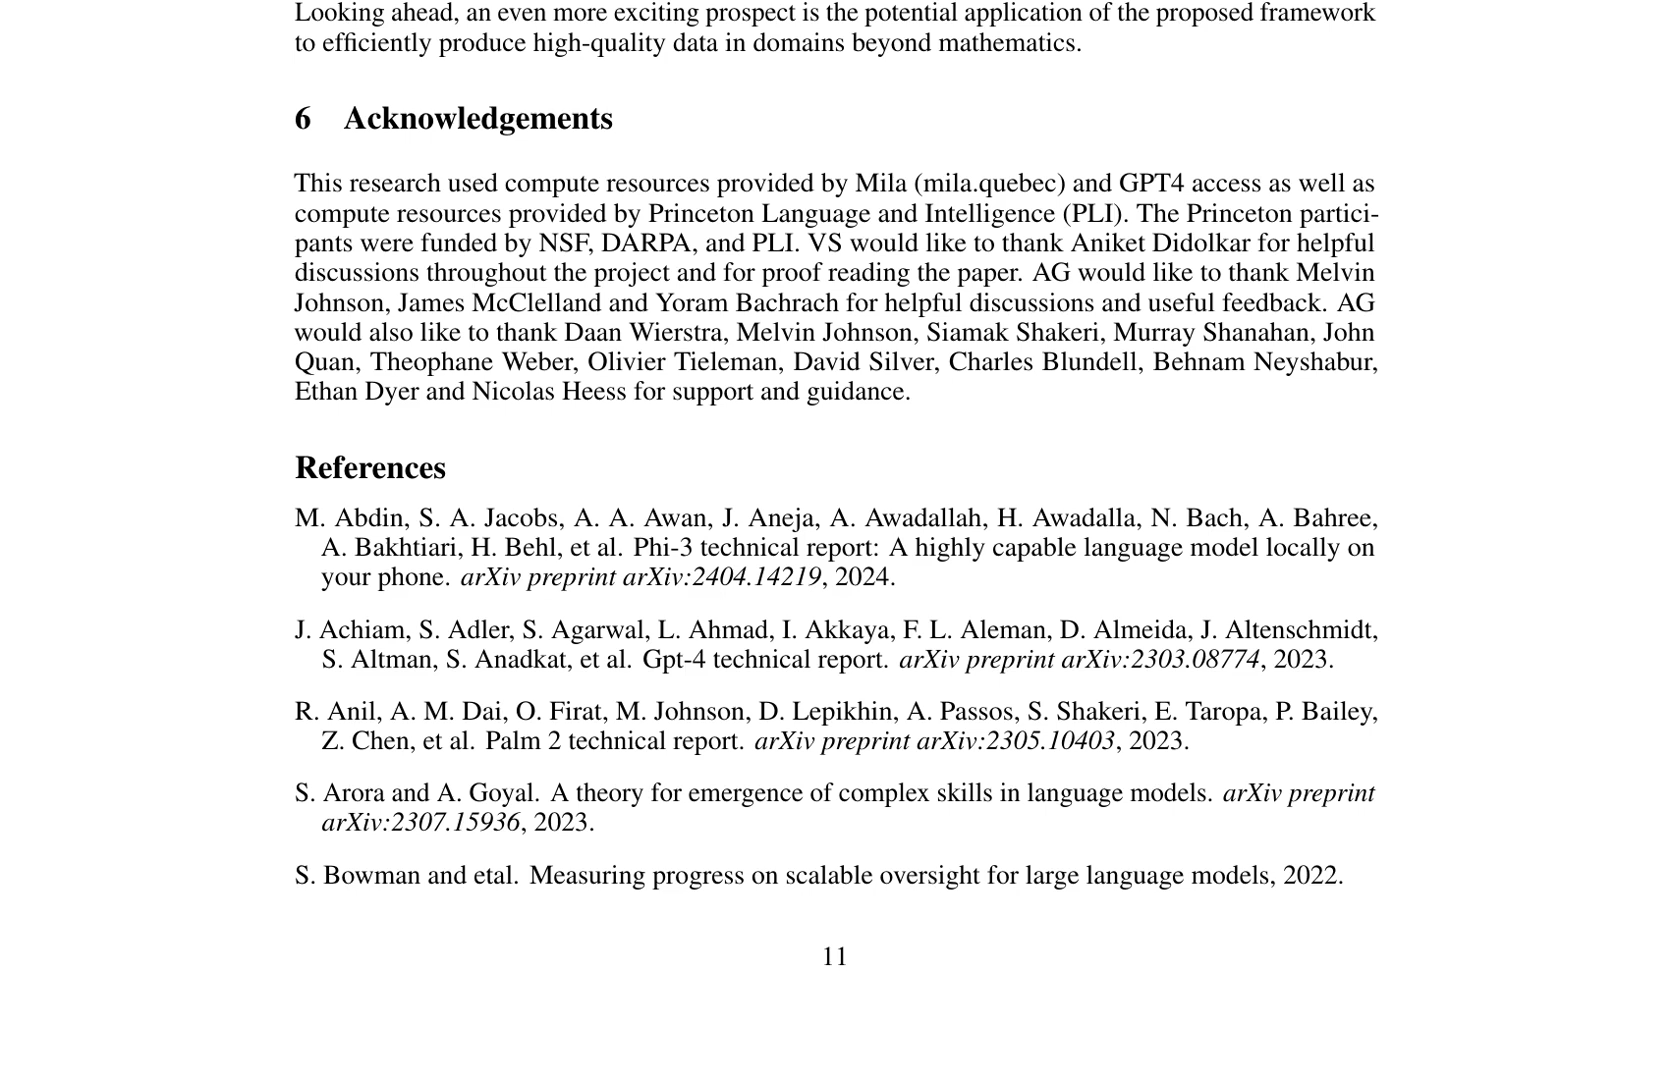 Looking ahead, an even more exciting prospect is the potential application of the proposed framework
to efficiently produce high-quality data in domains beyond mathematics.
6 Acknowledgements
This research used compute resources provided by Mila (mila.quebec) and GPT4 access as well as
compute resources provided by Princeton Language and Intelligence (PLI). The Princeton partici-
pants were funded by NSF, DARPA, and PLI. VS would like to thank Aniket Didolkar for helpful
discussions throughout the project and for proof reading the paper. AG would like to thank Melvin
Johnson, James McClelland and Yoram Bachrach for helpful discussions and useful feedback. AG
would also like to thank Daan Wierstra, Melvin Johnson, Siamak Shakeri, Murray Shanahan, John
Quan, Theophane Weber, Olivier Tieleman, David Silver, Charles Blundell, Behnam Neyshabur,
Ethan Dyer and Nicolas Heess for support and guidance.
References
M. Abdin, S. A. Jacobs, A. A. Awan, J. Aneja, A. Awadallah, H. Awadalla, N. Bach, A. Bahree,
A. Bakhtiari, H. Behl, et al. Phi-3 technical report: A highly capable language model locally on
your phone. arXiv preprint arXiv:2404.14219, 2024.
J. Achiam, S. Adler, S. Agarwal, L. Ahmad, I. Akkaya, F. L. Aleman, D. Almeida, J. Altenschmidt,
S. Altman, S. Anadkat, et al. Gpt-4 technical report. arXiv preprint arXiv:2303.08774, 2023.
R. Anil, A. M. Dai, O. Firat, M. Johnson, D. Lepikhin, A. Passos, S. Shakeri, E. Taropa, P. Bailey,
Z. Chen, et al. Palm 2 technical report. arXiv preprint arXiv:2305.10403, 2023.
S. Arora and A. Goyal. A theory for emergence of complex skills in language models. arXiv preprint
arXiv:2307.15936, 2023.
S. Bowman and etal. Measuring progress on scalable oversight for large language models, 2022.
11